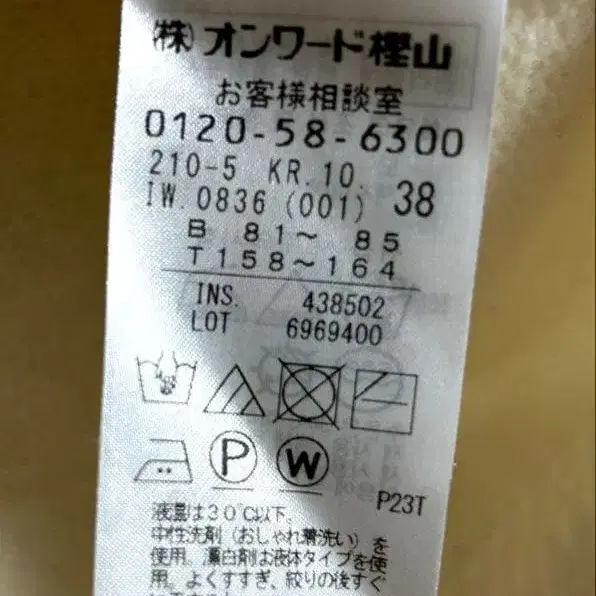 (株)オンワード樫山
お客様相談室
0120-58-6300
210-5 KR.10. 38
IW.0836 (001)
B 81～ 85
T158～164
INS. 438502
LOT 6969400
P
W
P23T
液温は30℃以下。
中性洗剤（おしゃれ着洗い）を
使用。漂白剤は液体タイプを使
用。よくすすぎ、絞りの後すぐ